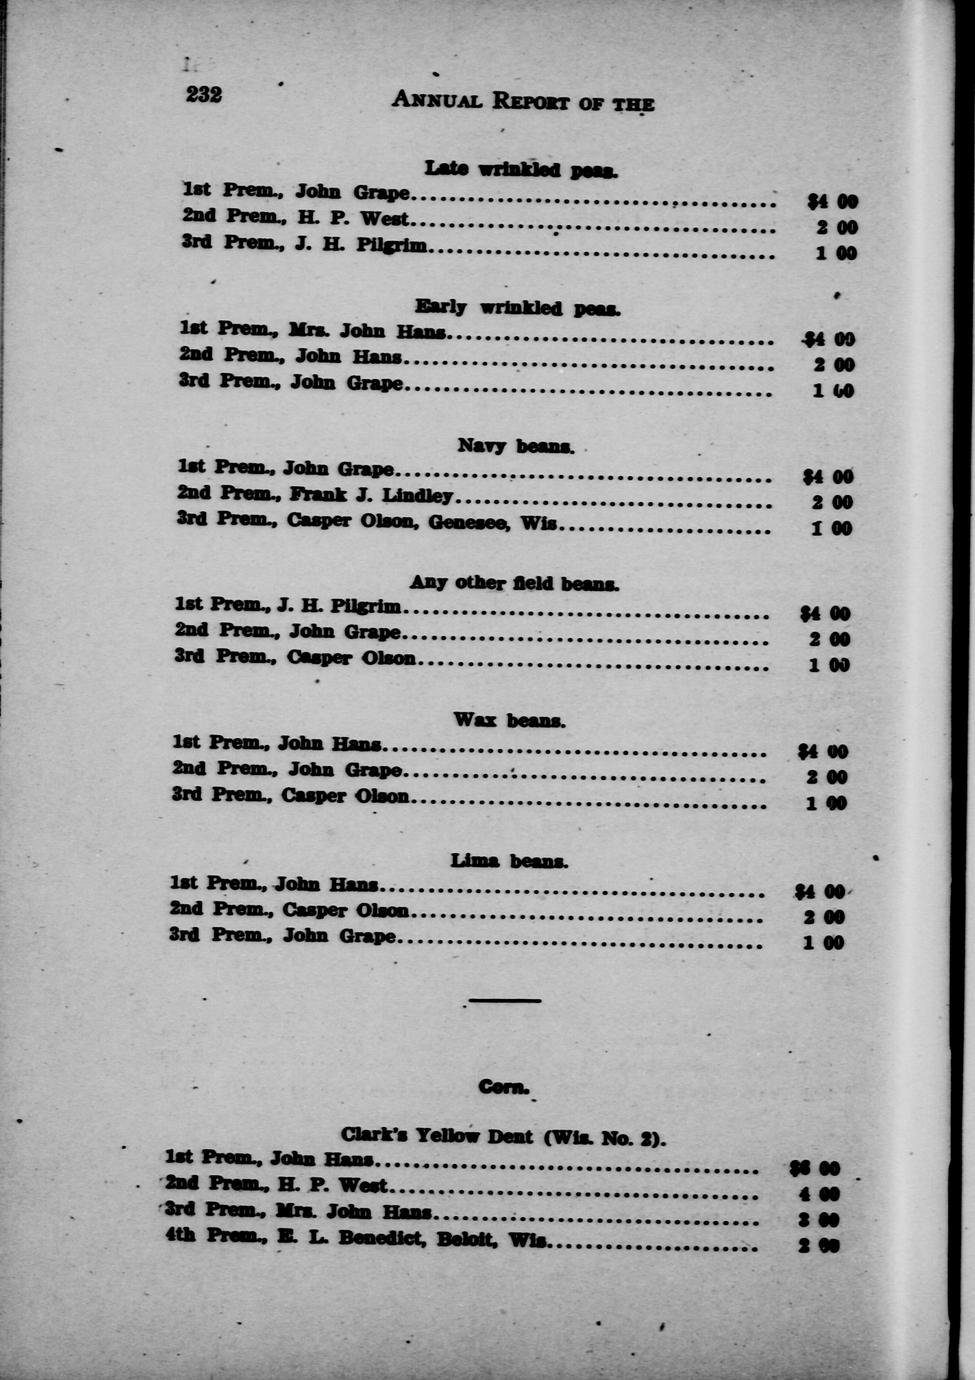 232 ANNUAL REPORT OF THE
Late wrinkled peas.
1st Prem., John Grape........................................ $4 00
2nd Prem., H. P. West........................................ 2 00
3rd Prem., J. H. Pilgrim...................................... 1 00
Early wrinkled peas.
1st Prem., Mrs. John Hans.................................... $4 00
2nd Prem., John Hans........................................ 2 00
3rd Prem., John Grape........................................ 1 00
Navy beans.
1st Prem., John Grape........................................ $4 00
2nd Prem., Frank J. Lindley.................................. 2 00
3rd Prem., Casper Olson, Genesee, Wis....................... 1 00
Any other field beans.
1st Prem., J. H. Pilgrim...................................... $4 00
2nd Prem., John Grape........................................ 2 00
3rd Prem., Casper Olson...................................... 1 00
Wax beans.
1st Prem., John Hans........................................ $4 00
2nd Prem., John Grape........................................ 2 00
3rd Prem., Casper Olson...................................... 1 00
Lima beans.
1st Prem., John Hans........................................ $4 00
2nd Prem., Casper Olson...................................... 2 00
3rd Prem., John Grape........................................ 1 00
Corn.
Clark's Yellow Dent (Wis. No. 2).
1st Prem., John Hans........................................ 00
2nd Prem., H. P. West........................................ 4 00
3rd Prem., Mrs. John Hans.................................... 00
4th Prem., E. L. Benedict, Beloit, Wis....................... 2 00